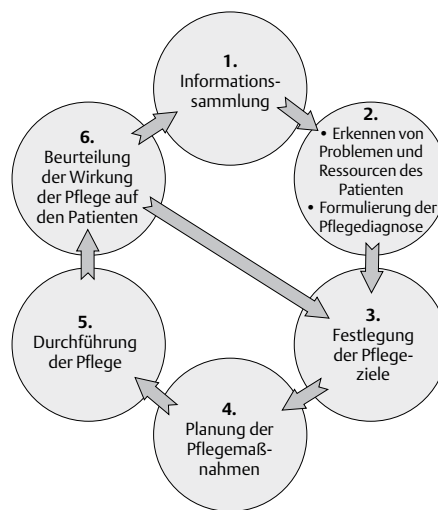 1.
Informations-
sammlung
2.
• Erkennen von
Problemen und
Ressourcen des
Patienten
• Formulierung der
Pflegediagnose
3.
Festlegung
der Pflege-
ziele
4.
Planung der
Pflegemaß-
nahmen
5.
Durchführung
der Pflege
6.
Beurteilung
der Wirkung
der Pflege auf
den Patienten